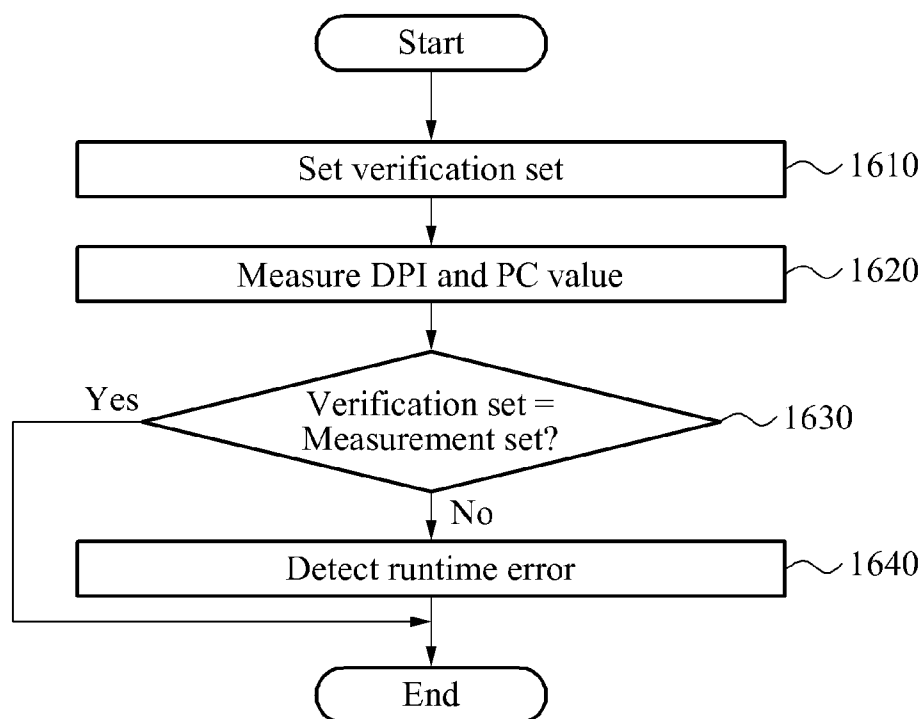 Start
Set verification set
1610
Measure DPI and PC value
1620
Yes
Verification set =
Measurement set?
1630
No
Detect runtime error
1640
End